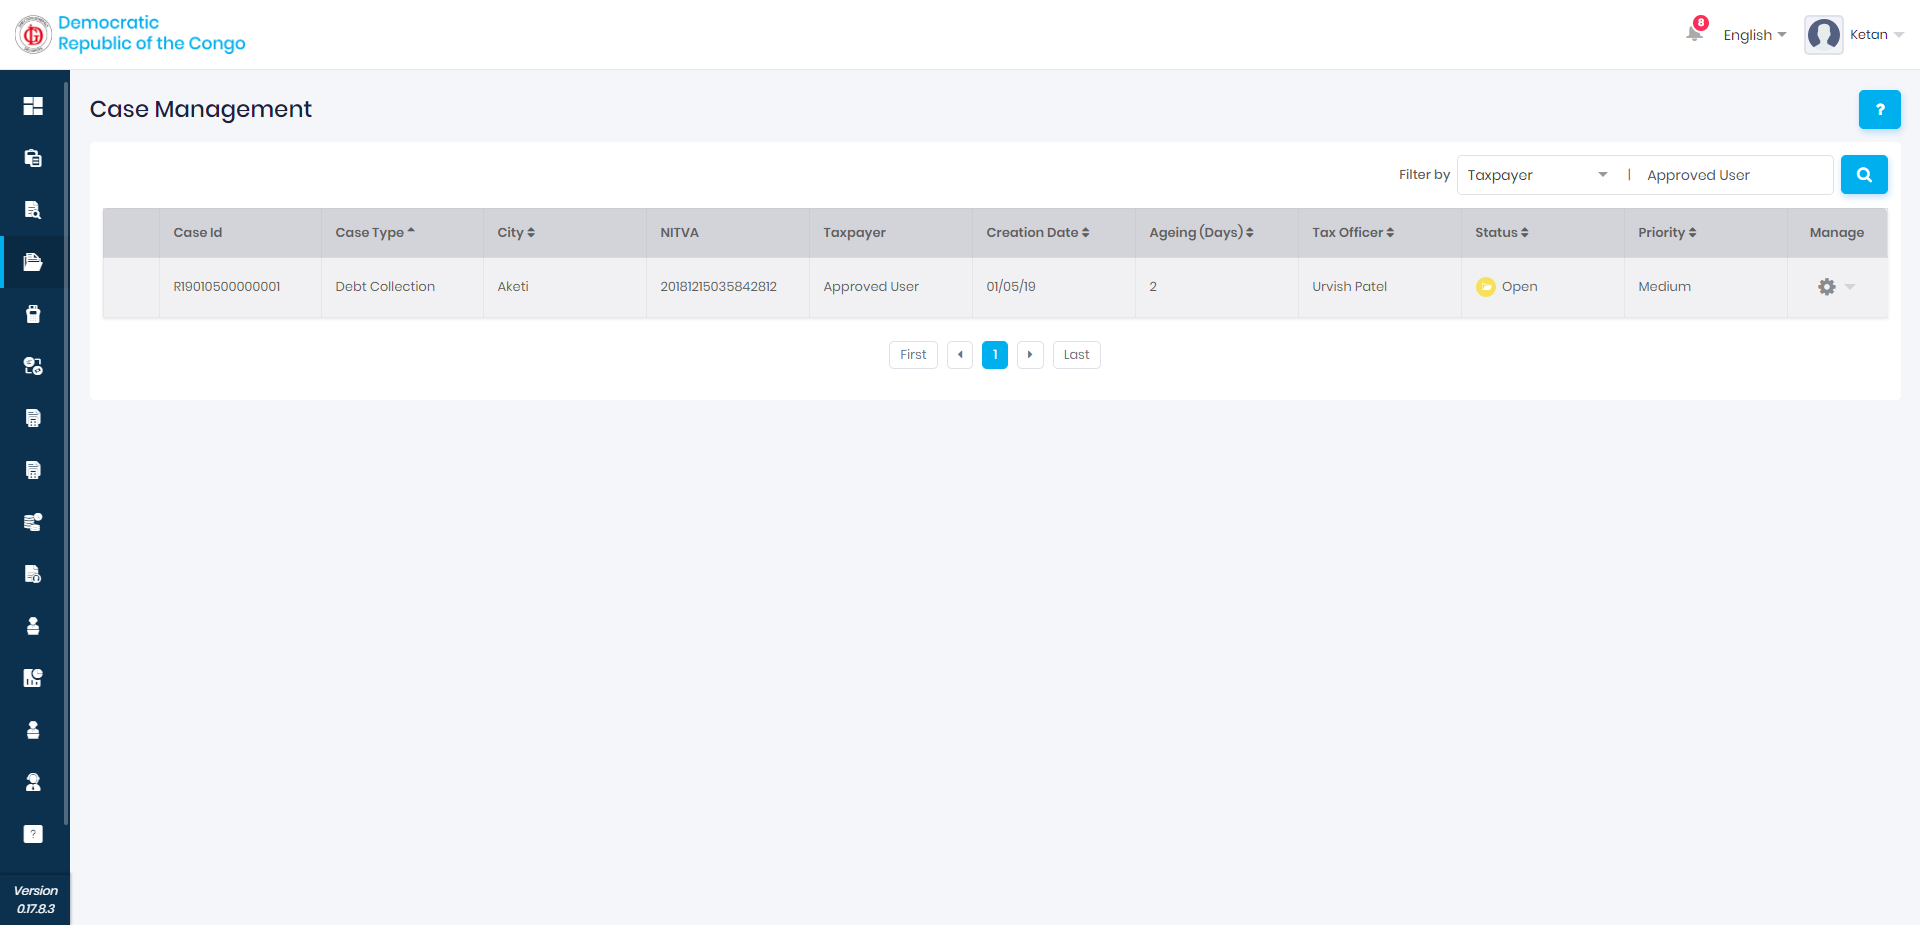 Democratic
Republic of the Congo
8
English
Ketan
Case Management
?
Filter by
Taxpayer
|
Approved User
Case Id
Case Type
City
NITVA
Taxpayer
Creation Date
Ageing (Days)
Tax Officer
Status
Priority
Manage
R19010500000001
Debt Collection
Aketi
20181215035842812
Approved User
01/05/19
2
Urvish Patel
Open
Medium
First
1
Last
?
Version
0.17.8.3